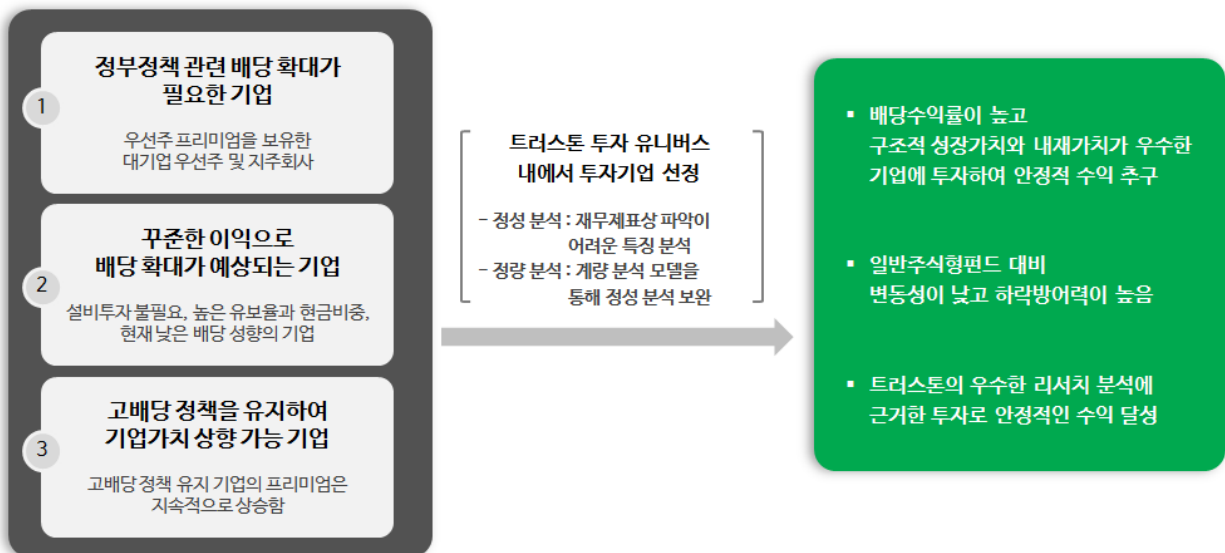 1
정부정책 관련 배당 확대가
필요한 기업
우선주 프리미엄을 보유한
대기업 우선주 및 지주회사
2
꾸준한 이익으로
배당 확대가 예상되는 기업
설비투자 불필요, 높은 유보율과 현금비중,
현재 낮은 배당 성향의 기업
3
고배당 정책을 유지하여
기업가치 상향 가능 기업
고배당 정책 유지 기업의 프리미엄은
지속적으로 상승함
트러스톤 투자 유니버스
내에서 투자기업 선정
- 정성 분석 : 재무제표상 파악이
어려운 특징 분석
- 정량 분석 : 계량 분석 모델을
통해 정성 분석 보완
▪ 배당수익률이 높고
구조적 성장가치와 내재가치가 우수한
기업에 투자하여 안정적 수익 추구
▪ 일반주식형펀드 대비
변동성이 낮고 하락방어력이 높음
▪ 트러스톤의 우수한 리서치 분석에
근거한 투자로 안정적인 수익 달성